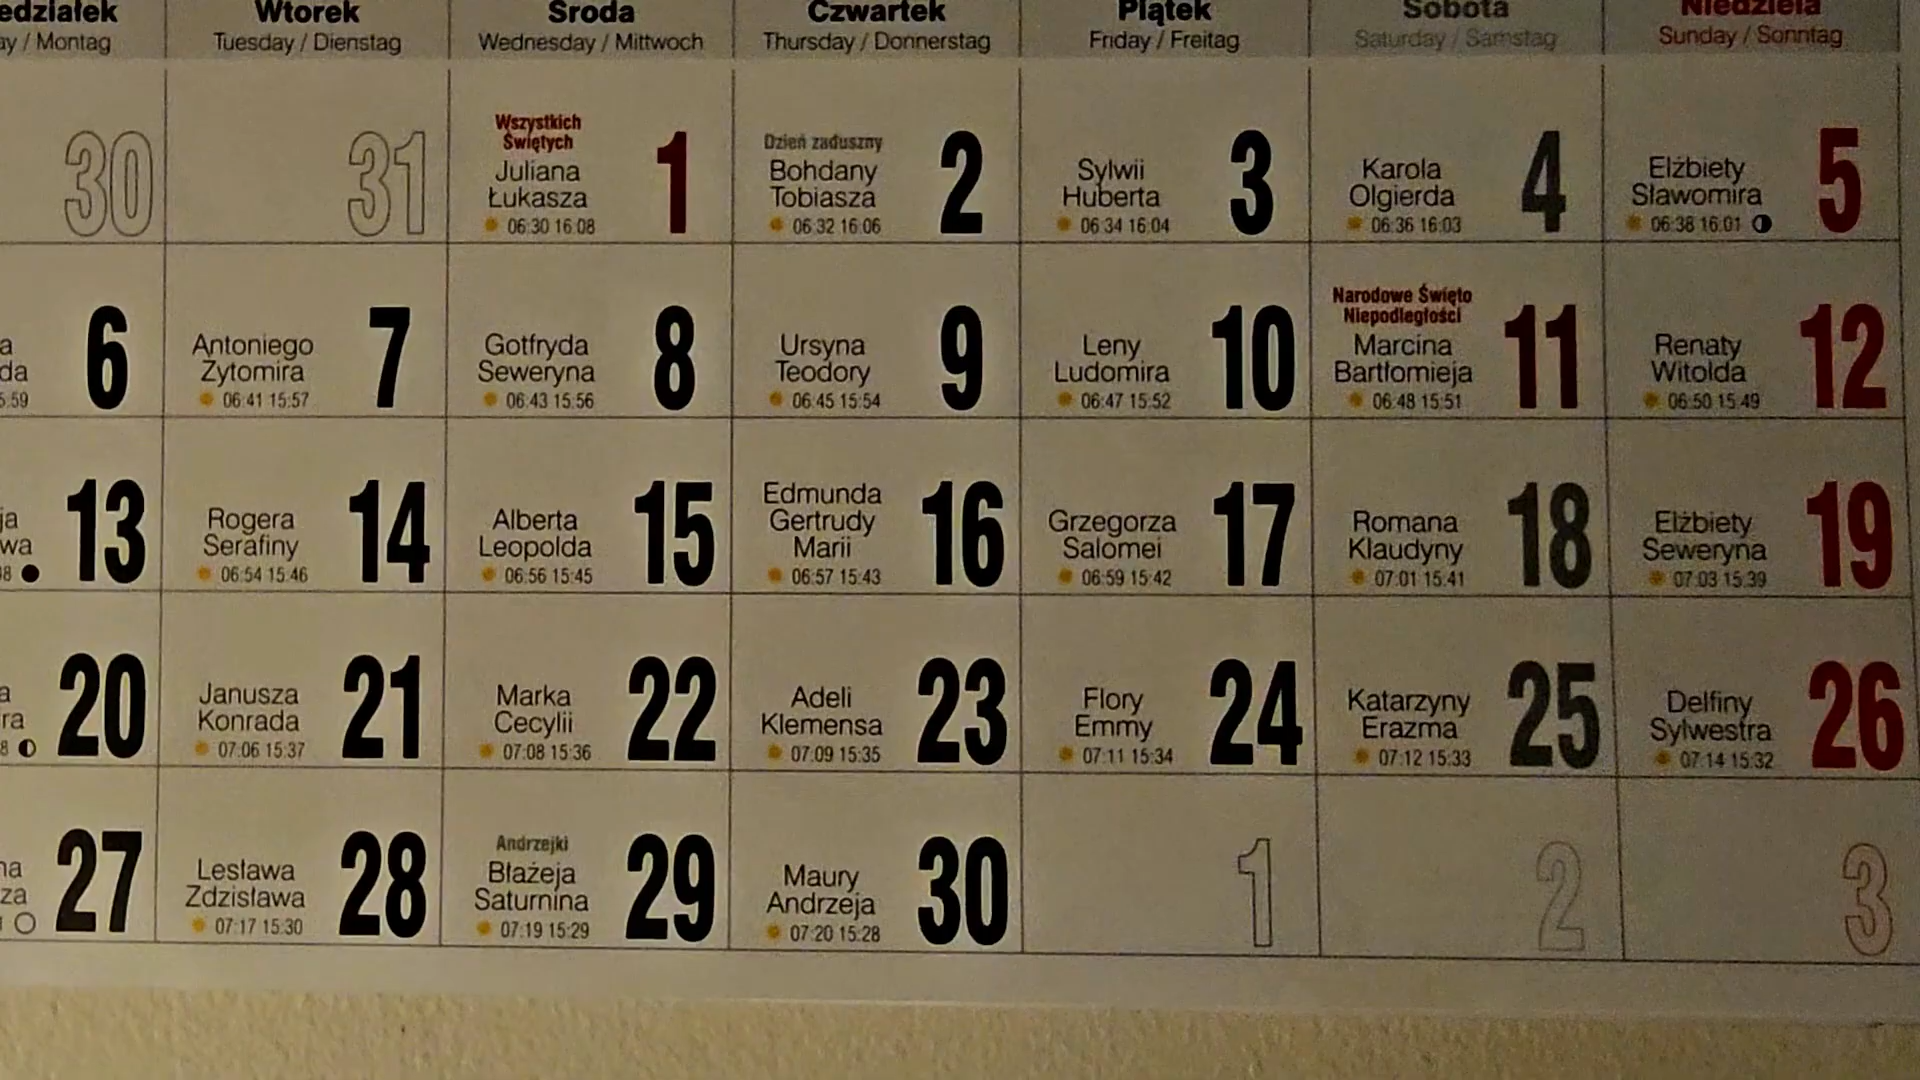 edziałek Wtorek Środa Czwartek Piątek Sobota Niedziela
ay / Montag Tuesday / Dienstag Wednesday / Mittwoch Thursday / Donnerstag Friday / Freitag Saturday / Samstag Sunday / Sonntag
30
31
Wszystkich
Świętych
Juliana
Łukasza
06:30 16:08
1
Dzień zaduszny
Bohdany
Tobiasza
06:32 16:06
2
Sylwii
Huberta
06:34 16:04
3
Karola
Olgierda
06:36 16:03
4
Elżbiety
Sławomira
06:38 16:01
5
a
da
5:59
6
Antoniego
Żytomira
06:41 15:57
7
Gotfryda
Seweryna
06:43 15:56
8
Ursyna
Teodory
06:45 15:54
9
Leny
Ludomira
06:47 15:52
10
Narodowe Święto
Niepodległości
Marcina
Bartłomieja
06:48 15:51
11
Renaty
Witolda
06:50 15:49
12
ja
wa
8
13
Rogera
Serafiny
06:54 15:46
14
Alberta
Leopolda
06:56 15:45
15
Edmunda
Gertrudy
Marii
06:57 15:43
16
Grzegorza
Salomei
06:59 15:42
17
Romana
Klaudyny
07:01 15:41
18
Elżbiety
Seweryna
07:03 15:39
19
a
ra
8
20
Janusza
Konrada
07:06 15:37
21
Marka
Cecylii
07:08 15:36
22
Adeli
Klemensa
07:09 15:35
23
Flory
Emmy
07:11 15:34
24
Katarzyny
Erazma
07:12 15:33
25
Delfiny
Sylwestra
07:14 15:32
26
na
za
27
Lesława
Zdzisława
07:17 15:30
28
Andrzejki
Błażeja
Saturnina
07:19 15:29
29
Maury
Andrzeja
07:20 15:28
30
1
2
3